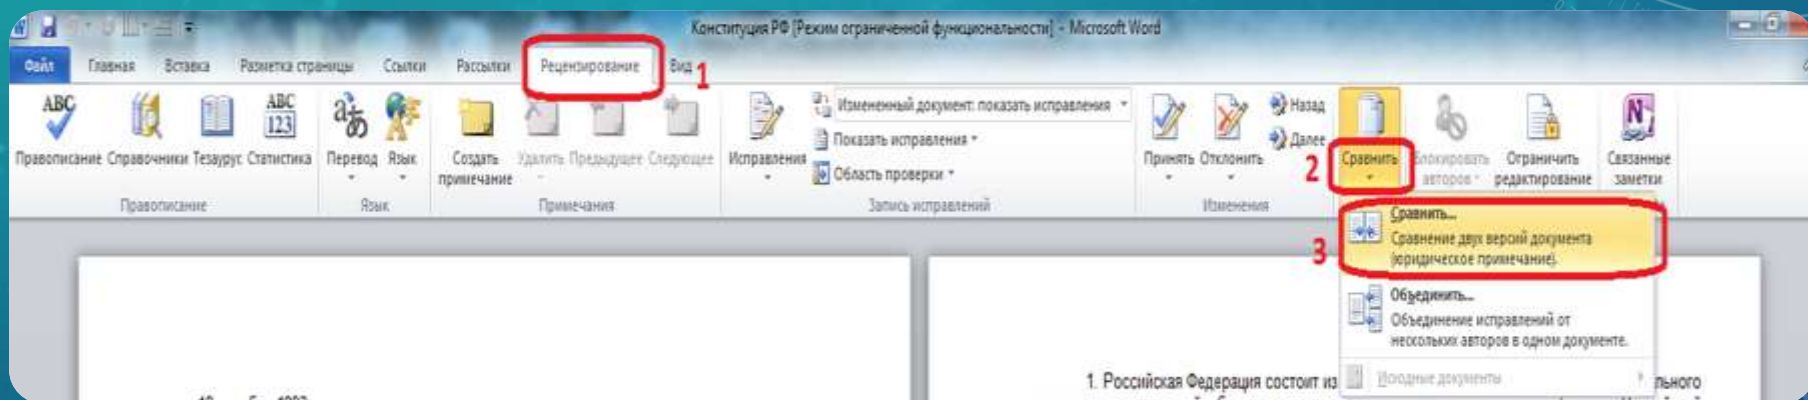 Конституция РФ [Режим ограниченной функциональности] - Microsoft Word
Файл Главная Вставка Разметка страницы Ссылки Рассылки Рецензирование Вид 1
ABC
ABC
123
Правописание Справочники Тезаурус Статистика
Правописание
Перевод Язык
Язык
Создать примечание
Удалить Предыдущее Следующее
Примечания
Исправления
Измененный документ: показать исправления
Показать исправления
Область проверки
Запись исправлений
Принять Отклонить
Назад
Далее
Изменения
2
Сравнить
Блокировать
авторов
Ограничить
редактирование
Связанные
заметки
3
Сравнить...
Сравнение двух версий документа
(юридическое примечание).
Объединить...
Объединение исправлений от
нескольких авторов в одном документе.
Исходные документы
1. Российская Федерация состоит из